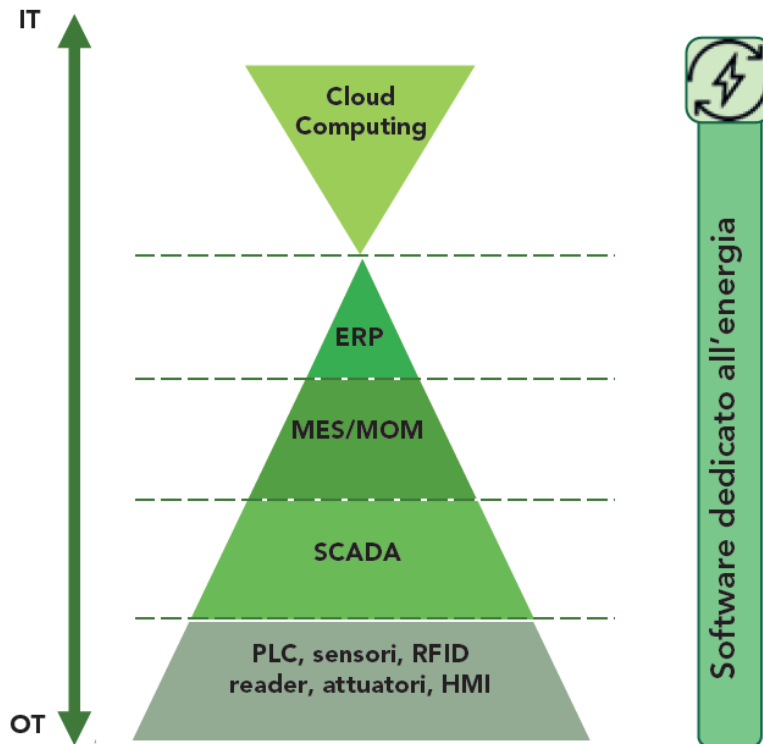 IT
Cloud
Computing
ERP
MES/MOM
SCADA
PLC, sensori, RFID
reader, attuatori, HMI
OT
Software dedicato all'energia